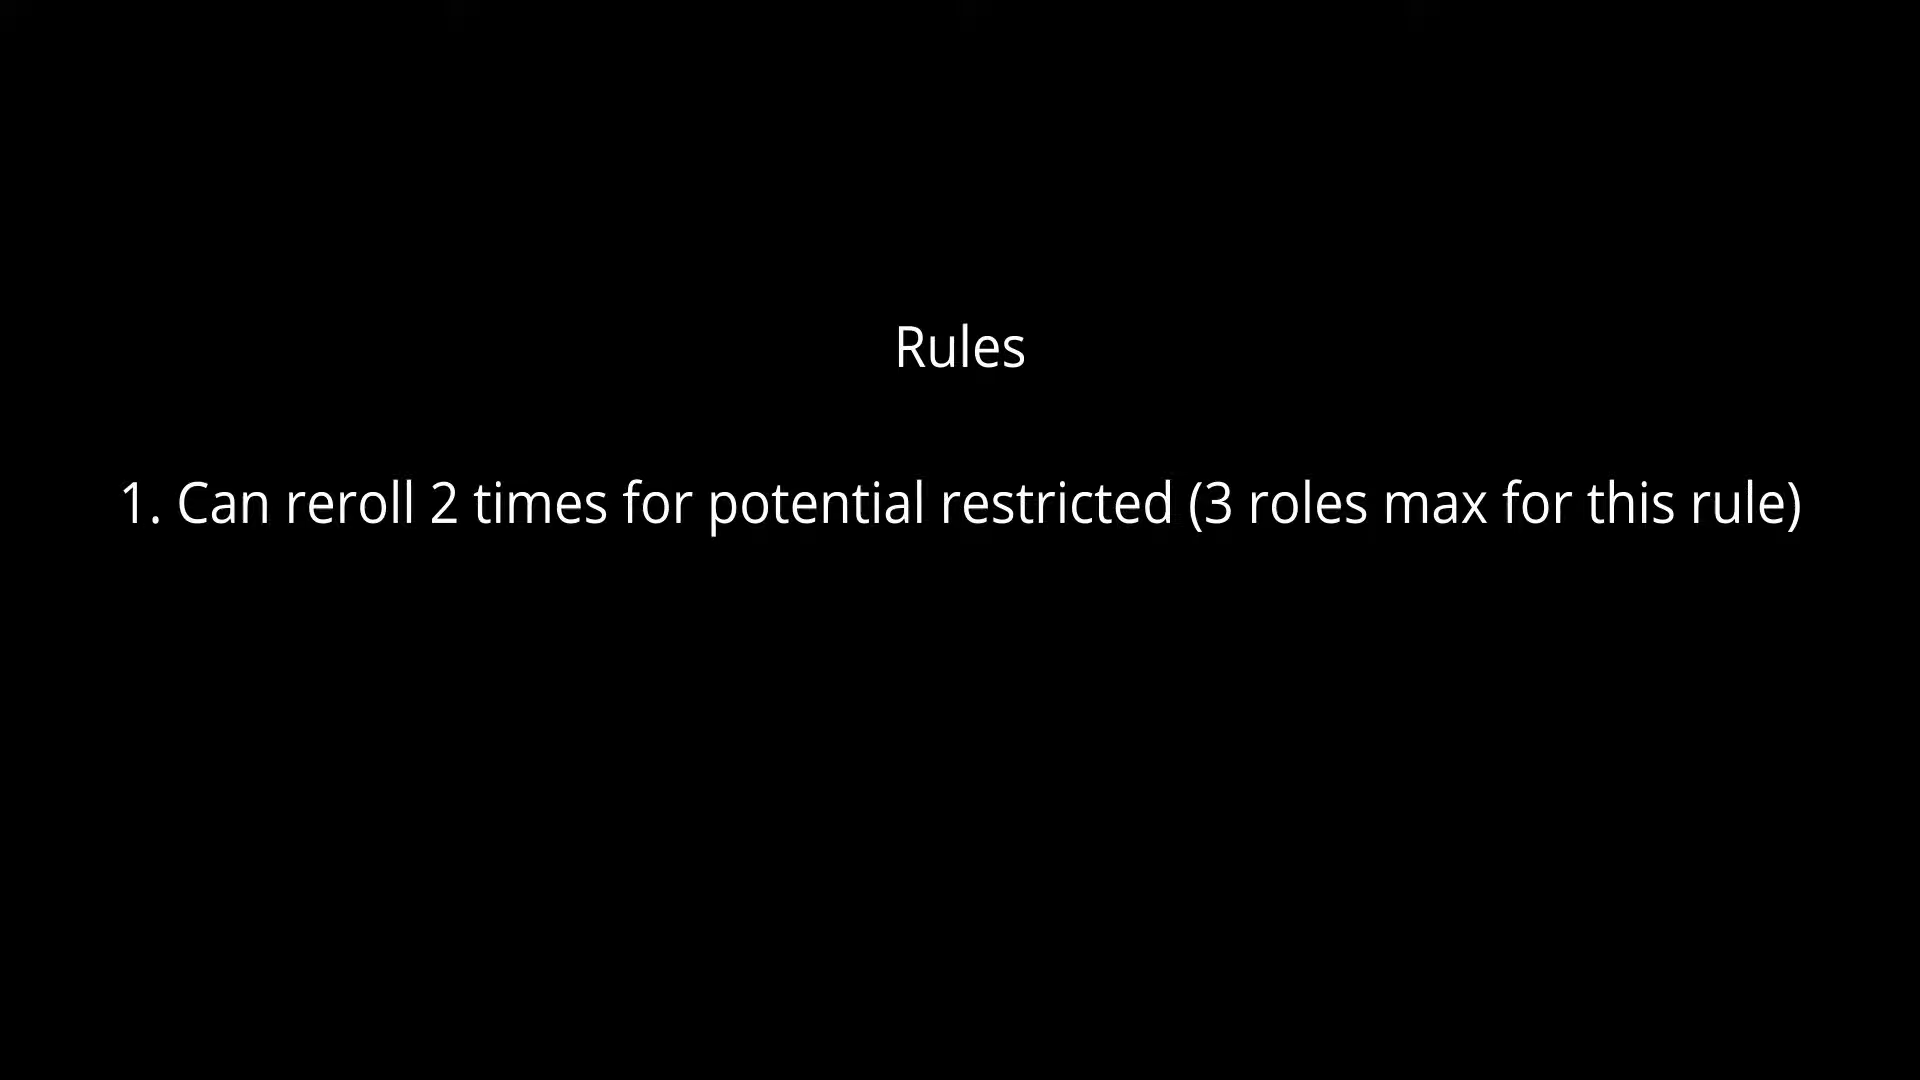 Rules
1. Can reroll 2 times for potential restricted (3 roles max for this rule)